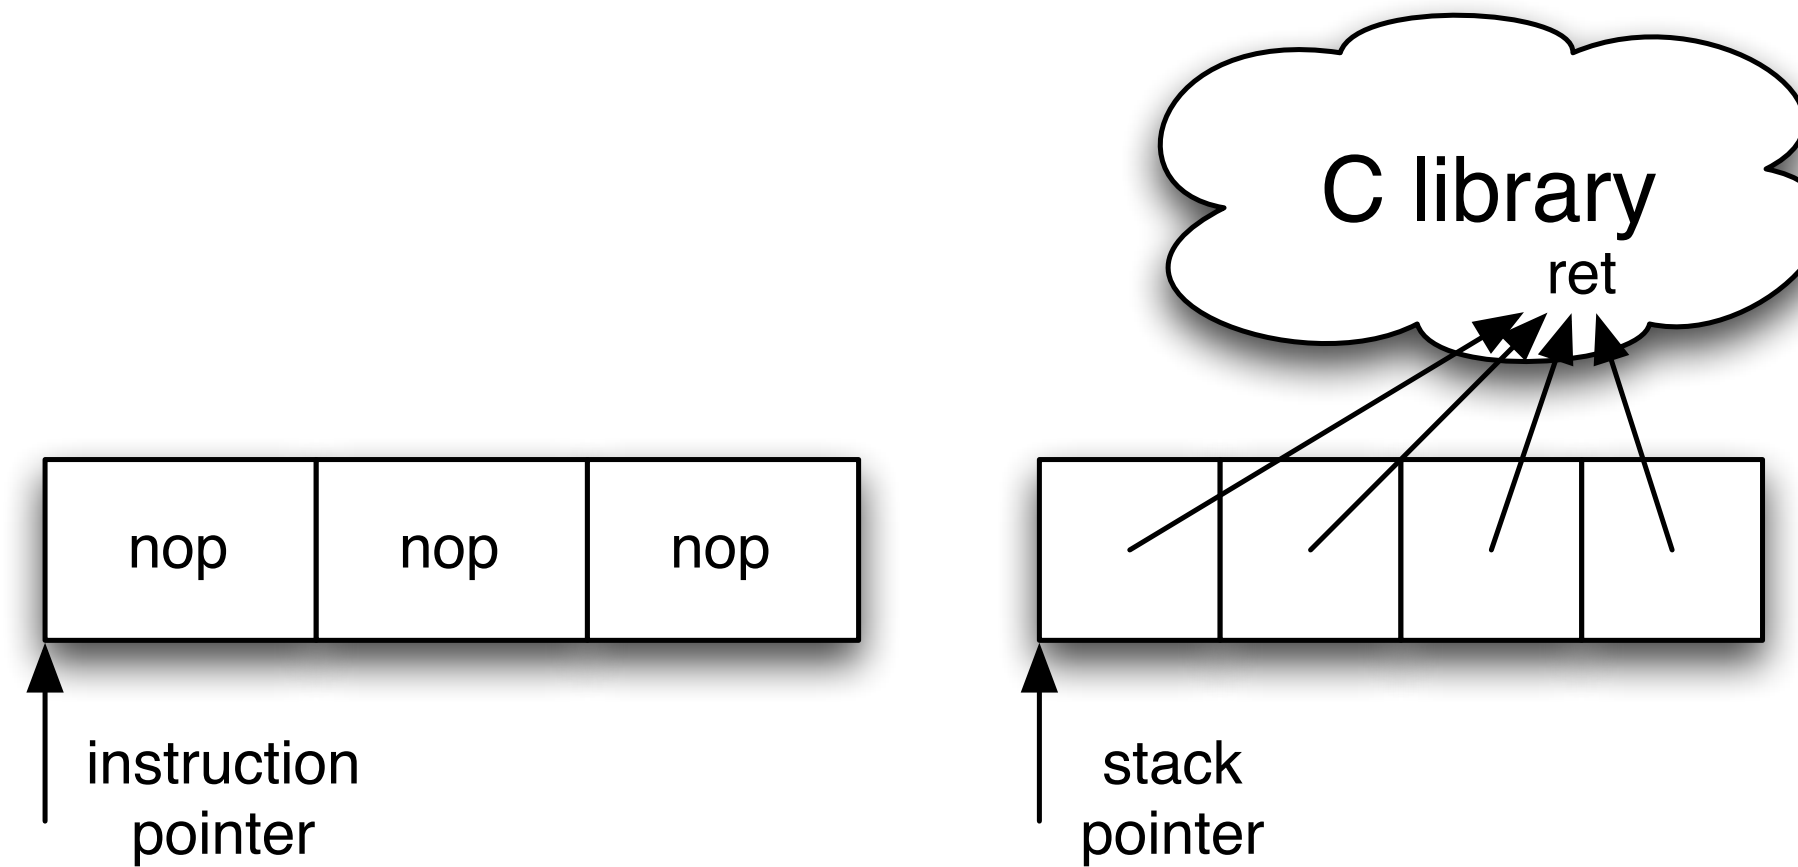 C library
ret
nop nop nop
instruction
pointer
stack
pointer